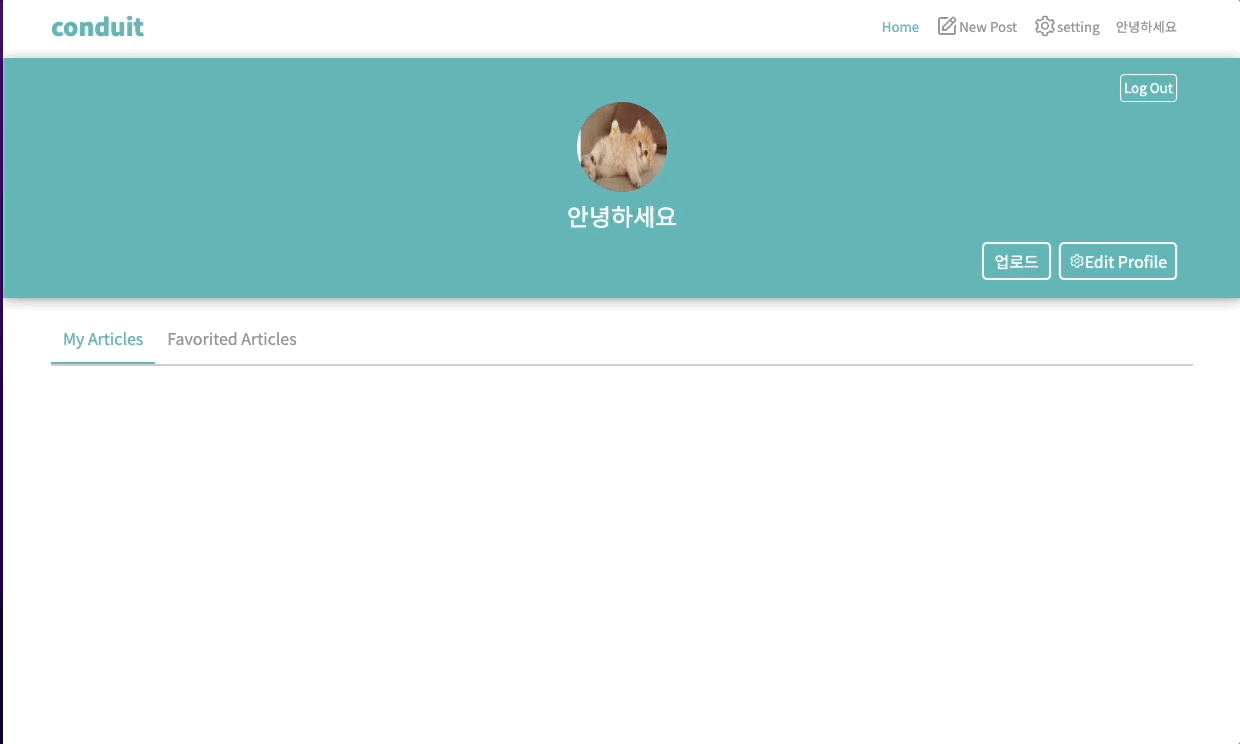 conduit
Home New Post setting 안녕하세요
Log Out
안녕하세요
업로드 Edit Profile
My Articles Favorited Articles